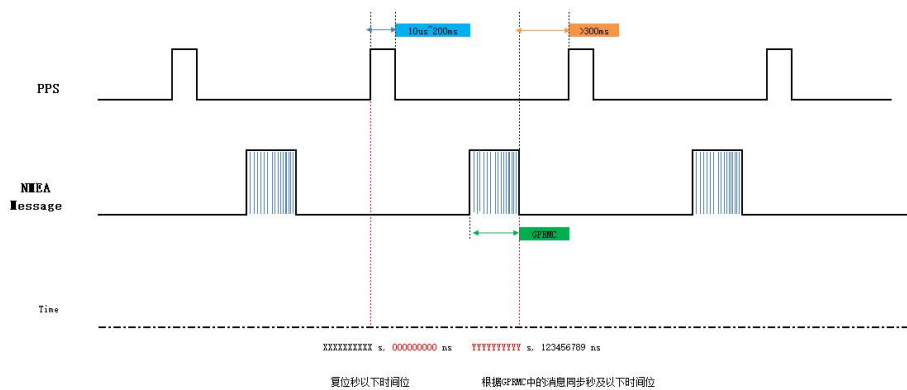 10us~200ms
>300ms
PPS
NMEA
Message
GPRMC
Time
XXXXXXXXXX s, 000000000 ns
YYYYYYYYYY s, 123456789 ns
复位秒以下时间位
根据GPRMC中的消息同步秒及以下时间位